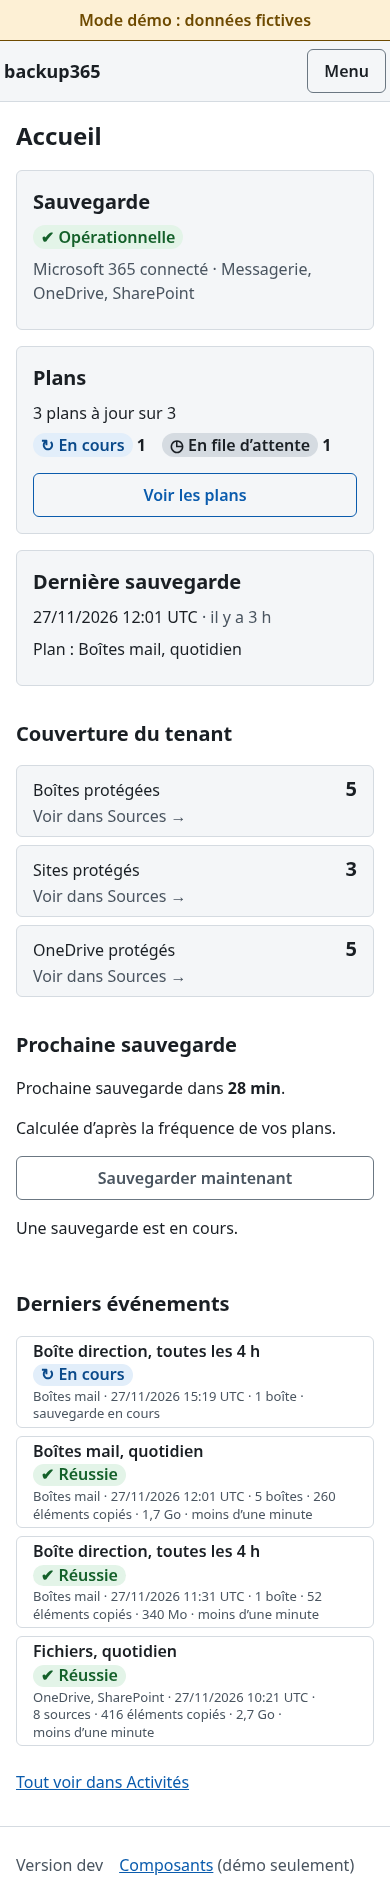 Mode démo : données fictives
backup365
Menu
Accueil
Sauvegarde
✔ Opérationnelle
Microsoft 365 connecté · Messagerie,
OneDrive, SharePoint
Plans
3 plans à jour sur 3
↻ En cours 1 ◷ En file d’attente 1
Voir les plans
Dernière sauvegarde
27/11/2026 12:01 UTC · il y a 3 h
Plan : Boîtes mail, quotidien
Couverture du tenant
Boîtes protégées 5
Voir dans Sources →
Sites protégés 3
Voir dans Sources →
OneDrive protégés 5
Voir dans Sources →
Prochaine sauvegarde
Prochaine sauvegarde dans 28 min.
Calculée d’après la fréquence de vos plans.
Sauvegarder maintenant
Une sauvegarde est en cours.
Derniers événements
Boîte direction, toutes les 4 h
↻ En cours
Boîtes mail · 27/11/2026 15:19 UTC · 1 boîte ·
sauvegarde en cours
Boîtes mail, quotidien
✔ Réussie
Boîtes mail · 27/11/2026 12:01 UTC · 5 boîtes · 260
éléments copiés · 1,7 Go · moins d’une minute
Boîte direction, toutes les 4 h
✔ Réussie
Boîtes mail · 27/11/2026 11:31 UTC · 1 boîte · 52
éléments copiés · 340 Mo · moins d’une minute
Fichiers, quotidien
✔ Réussie
OneDrive, SharePoint · 27/11/2026 10:21 UTC ·
8 sources · 416 éléments copiés · 2,7 Go ·
moins d’une minute
Tout voir dans Activités
Version dev Composants (démo seulement)